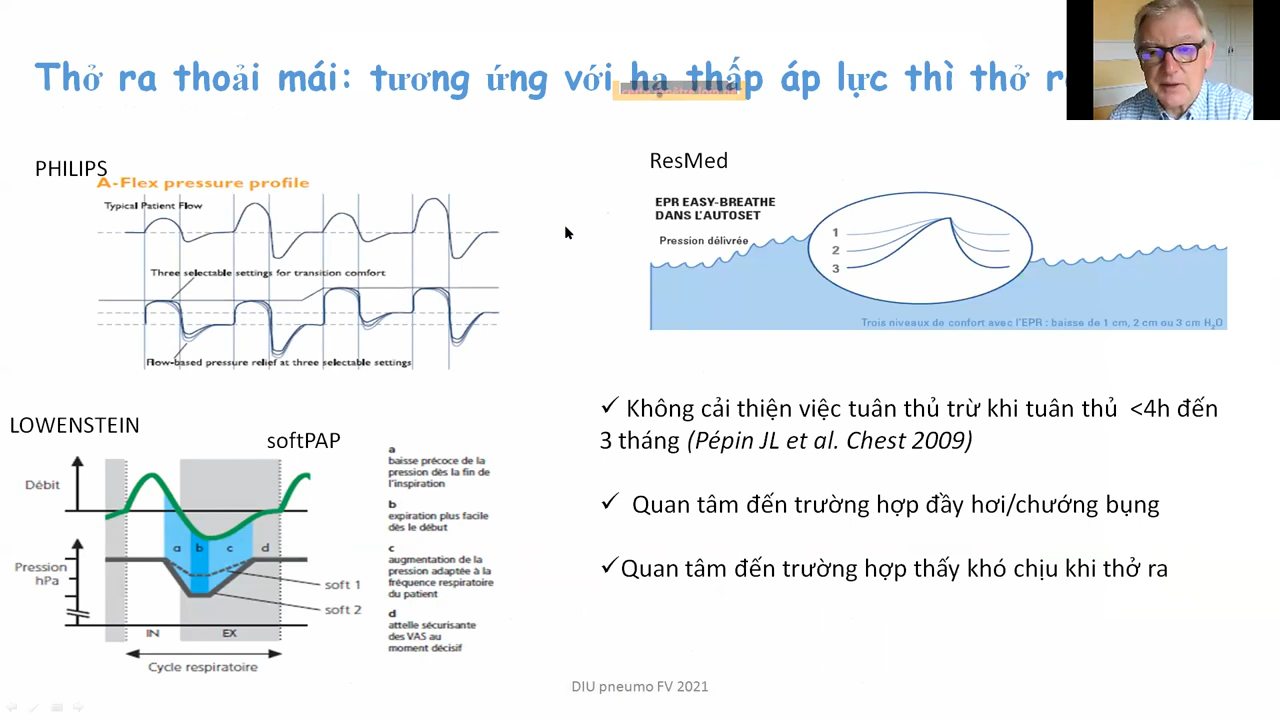 Thở ra thoải mái: tương ứng với hạ thấp áp lực thì thở
PHILIPS
A-Flex pressure profile
Typical Patient Flow
Three selectable settings for transition comfort
Flow-based pressure relief at three selectable settings
ResMed
EPR EASY-BREATHE
DANS L'AUTOSET
Pression délivrée
1
2
3
Trois niveaux de confort avec l'EPR : baisse de 1 cm, 2 cm ou 3 cm H₂O
LOWENSTEIN
softPAP
Débit
a b c d
Pression
hPa
soft 1
soft 2
IN EX
Cycle respiratoire
a
baisse précoce de la
pression dès la fin de
l'inspiration
b
expiration plus facile
dès le début
c
augmentation de la
pression adaptée à la
fréquence respiratoire
du patient
d
attelle sécurisante
des VAS au
moment décisif
✓ Không cải thiện việc tuân thủ trừ khi tuân thủ <4h đến
3 tháng (Pépin JL et al. Chest 2009)
✓ Quan tâm đến trường hợp đầy hơi/chướng bụng
✓ Quan tâm đến trường hợp thấy khó chịu khi thở ra
DIU pneumo FV 2021